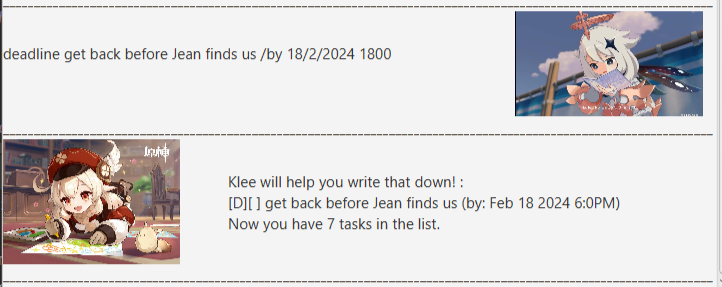 deadline get back before Jean finds us /by 18/2/2024 1800
Klee will help you write that down! :
[D][ ] get back before Jean finds us (by: Feb 18 2024 6:0PM)
Now you have 7 tasks in the list.